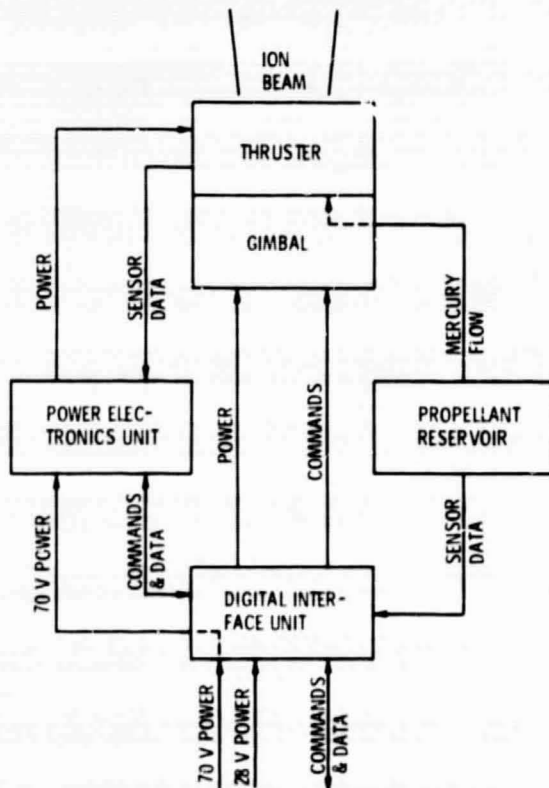 ION
BEAM
THRUSTER
GIMBAL
POWER
SENSOR
DATA
MERCURY
FLOW
POWER ELEC-
TRONICS UNIT
POWER
COMMANDS
PROPELLANT
RESERVOIR
70 V POWER
COMMANDS
& DATA
SENSOR
DATA
DIGITAL INTER-
FACE UNIT
70 V POWER
28 V POWER
COMMANDS
& DATA